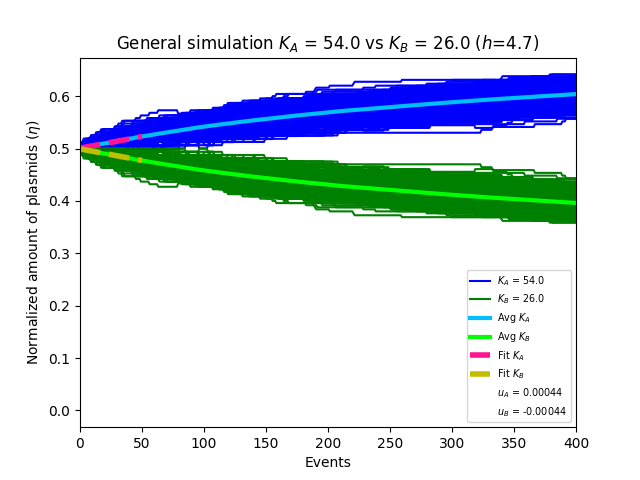 General simulation K_A = 54.0 vs K_B = 26.0 (h=4.7)
Normalized amount of plasmids (η)
0.6
0.5
0.4
0.3
0.2
0.1
0.0
K_A = 54.0
K_B = 26.0
Avg K_A
Avg K_B
Fit K_A
Fit K_B
u_A = 0.00044
u_B = -0.00044
0 50 100 150 200 250 300 350 400
Events